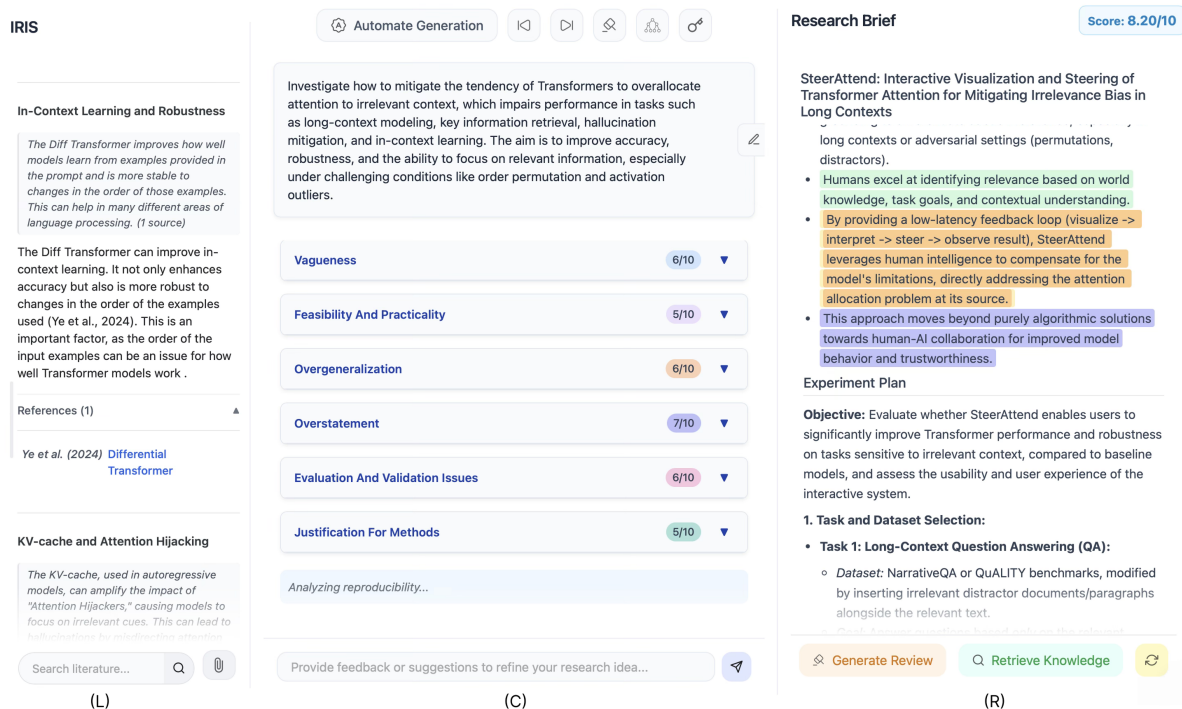 IRIS
In-Context Learning and Robustness
The Diff Transformer improves how well
models learn from examples provided in
the prompt and is more stable to
changes in the order of those examples.
This can help in many different areas of
language processing. (1 source)
The Diff Transformer can improve in-
context learning. It not only enhances
accuracy but also is more robust to
changes in the order of the examples
used (Ye et al., 2024). This is an
important factor, as the order of the
input examples can be an issue for how
well Transformer models work .
References (1) ▲
Ye et al. (2024) Differential
Transformer
KV-cache and Attention Hijacking
The KV-cache, used in autoregressive
models, can amplify the impact of
"Attention Hijackers," causing models to
focus on irrelevant cues. This can lead to
hallucinations by misdirecting attention
Search literature...
(L)
Automate Generation
Investigate how to mitigate the tendency of Transformers to overallocate
attention to irrelevant context, which impairs performance in tasks such
as long-context modeling, key information retrieval, hallucination
mitigation, and in-context learning. The aim is to improve accuracy,
robustness, and the ability to focus on relevant information, especially
under challenging conditions like order permutation and activation
outliers.
Vagueness 6/10 ▼
Feasibility And Practicality 5/10 ▼
Overgeneralization 6/10 ▼
Overstatement 7/10 ▼
Evaluation And Validation Issues 6/10 ▼
Justification For Methods 5/10 ▼
Analyzing reproducibility...
Provide feedback or suggestions to refine your research idea...
(C)
Research Brief
Score: 8.20/10
SteerAttend: Interactive Visualization and Steering of
Transformer Attention for Mitigating Irrelevance Bias in
Long Contexts
long contexts or adversarial settings (permutations,
distractors).
• Humans excel at identifying relevance based on world
knowledge, task goals, and contextual understanding.
• By providing a low-latency feedback loop (visualize ->
interpret -> steer -> observe result), SteerAttend
leverages human intelligence to compensate for the
model's limitations, directly addressing the attention
allocation problem at its source.
• This approach moves beyond purely algorithmic solutions
towards human-AI collaboration for improved model
behavior and trustworthiness.
Experiment Plan
Objective: Evaluate whether SteerAttend enables users to
significantly improve Transformer performance and robustness
on tasks sensitive to irrelevant context, compared to baseline
models, and assess the usability and user experience of the
interactive system.
1. Task and Dataset Selection:
• Task 1: Long-Context Question Answering (QA):
◦ Dataset: NarrativeQA or QuALITY benchmarks, modified
by inserting irrelevant distractor documents/paragraphs
alongside the relevant text.
Generate Review
Retrieve Knowledge
(R)